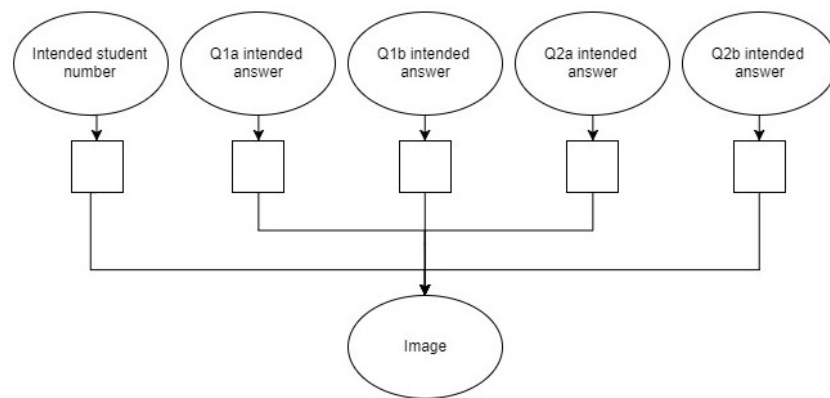 Intended student
number
Q1a intended
answer
Q1b intended
answer
Q2a intended
answer
Q2b intended
answer
Image